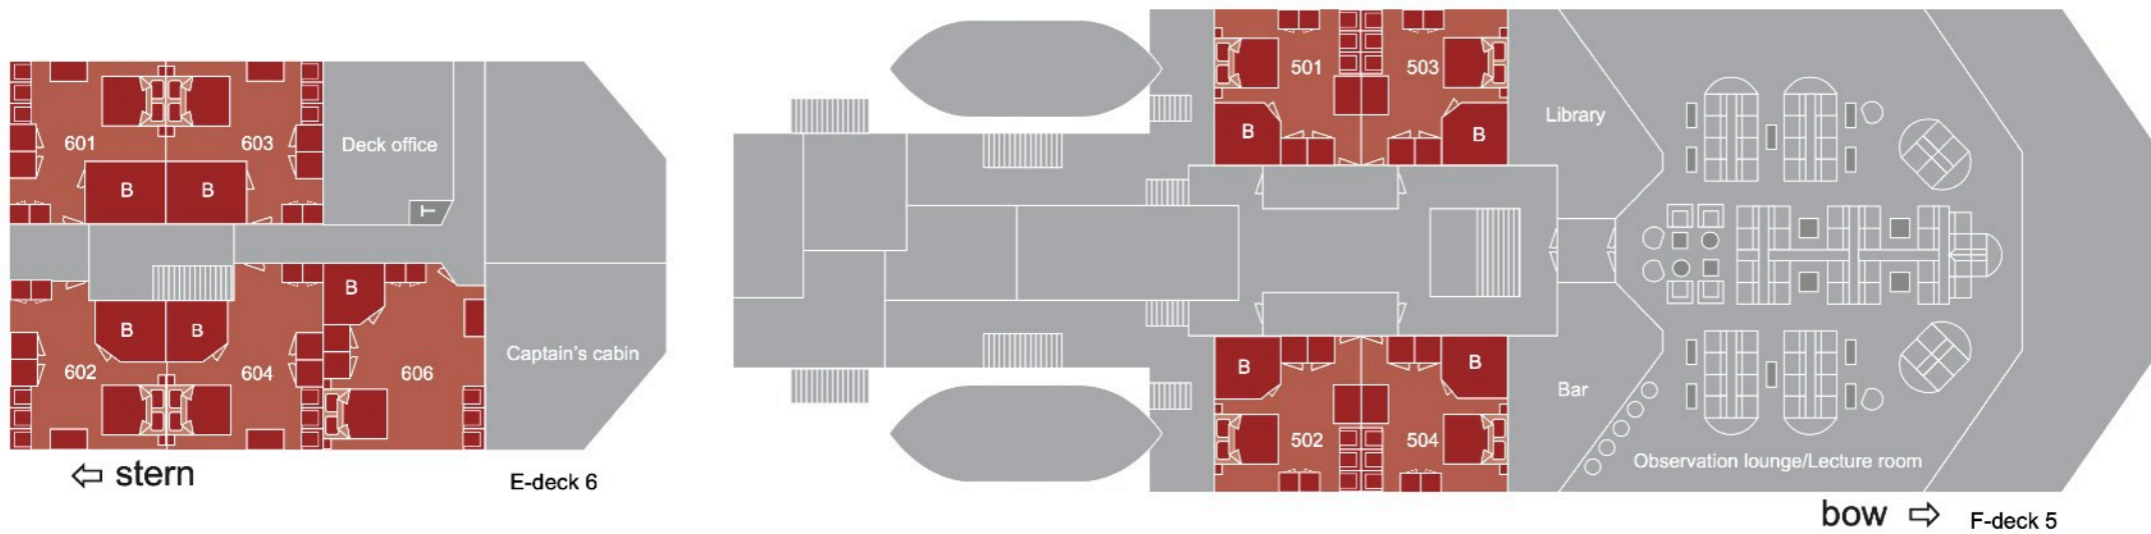 601
603
Deck office
B
B
T
B
B
B
602
604
606
Captain's cabin
⇦ stern
E-deck 6
501
503
B
B
Library
B
B
502
504
Bar
Observation lounge/Lecture room
bow ⇨
F-deck 5